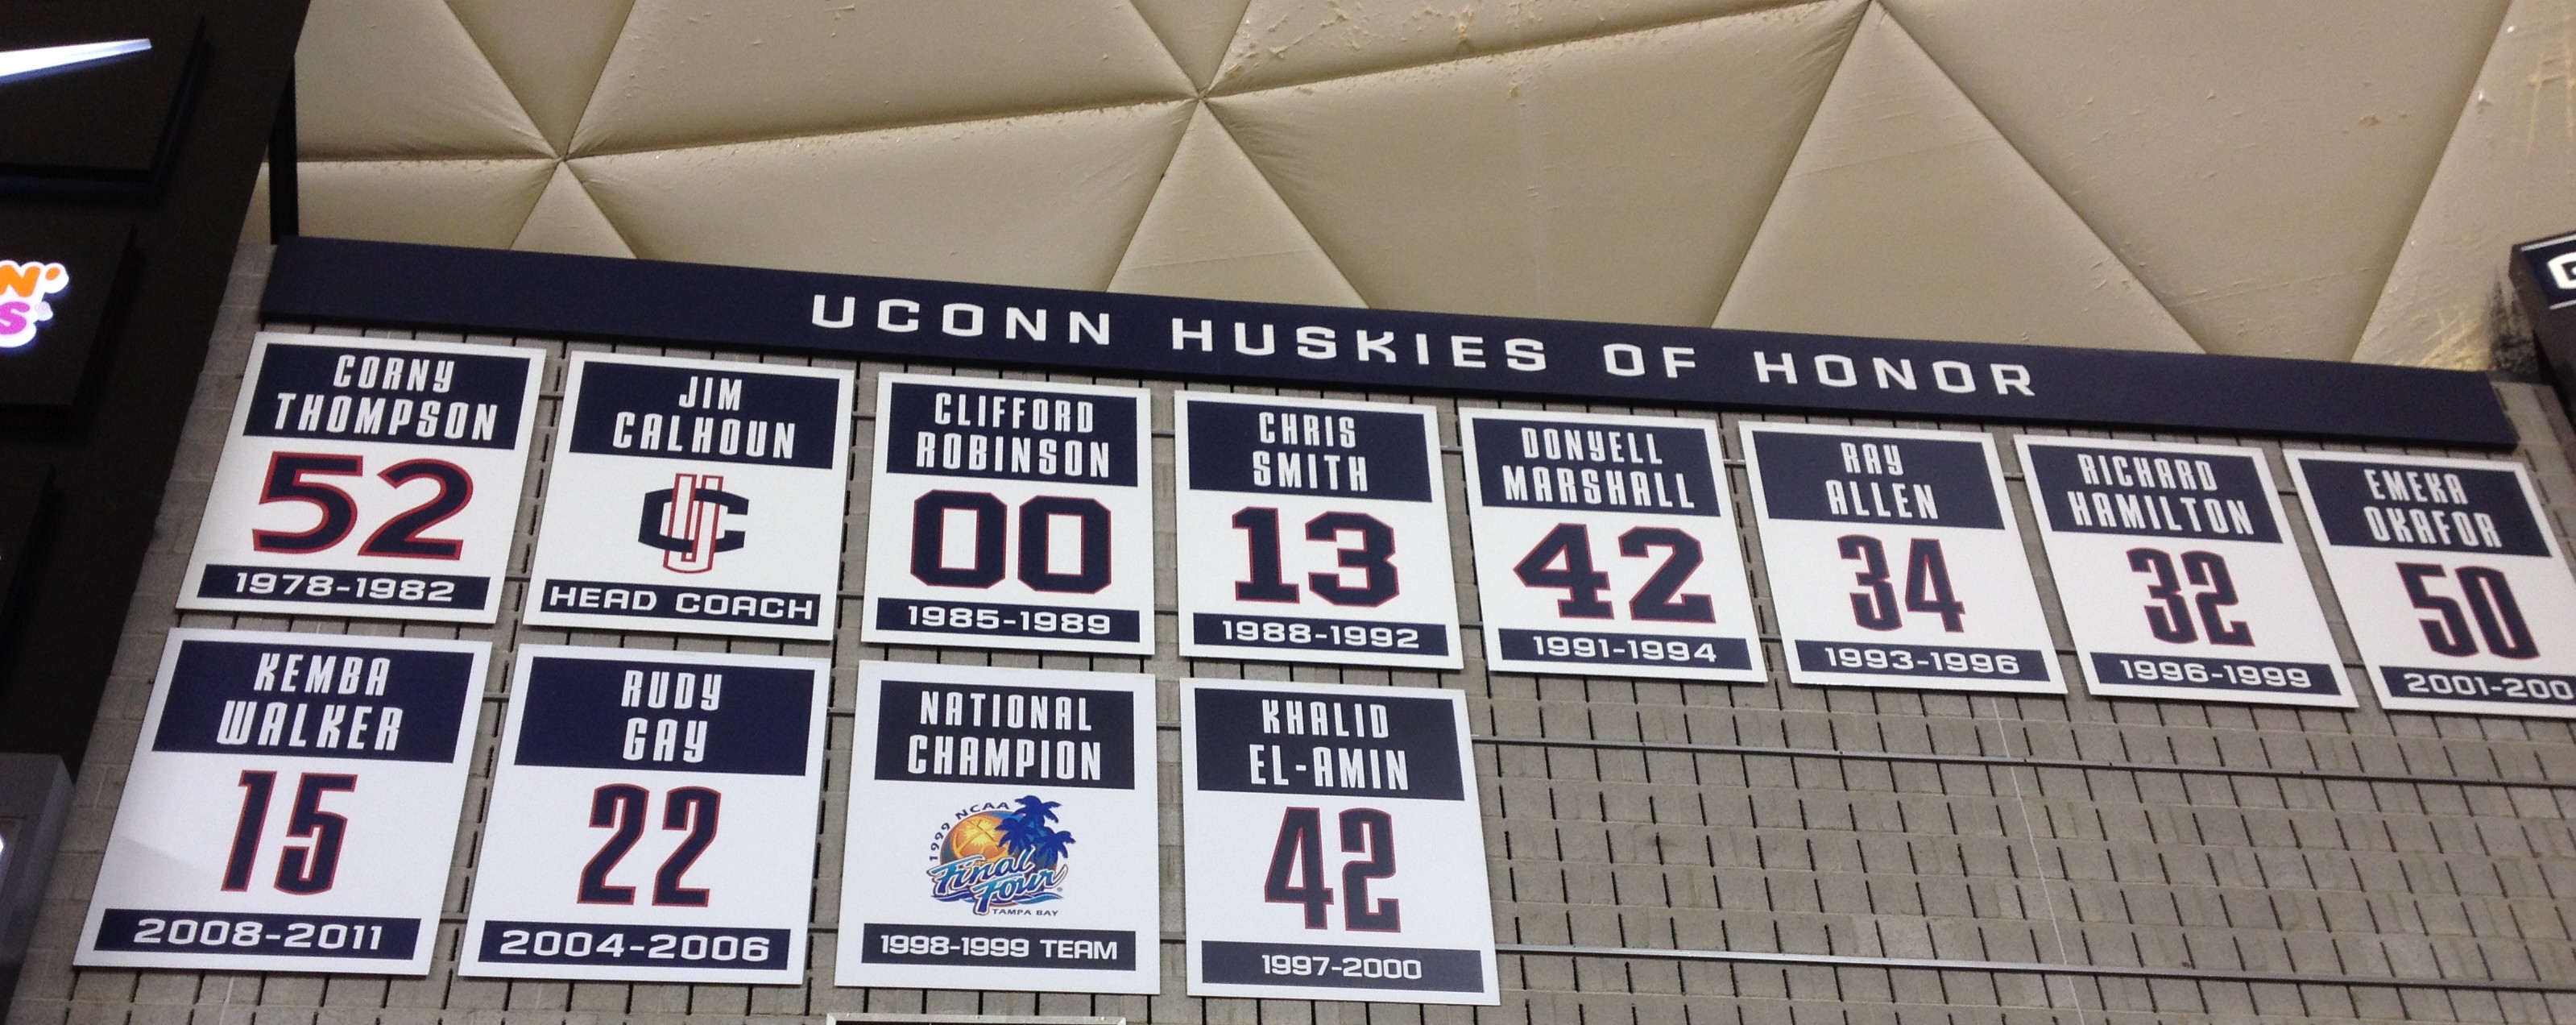 UCONN HUSKIES OF HONOR
CORNY
THOMPSON
52
1978-1982
JIM
CALHOUN
HEAD COACH
CLIFFORD
ROBINSON
00
1985-1989
CHRIS
SMITH
13
1988-1992
DONYELL
MARSHALL
42
1991-1994
RAY
ALLEN
34
1993-1996
RICHARD
HAMILTON
32
1996-1999
EMEKA
OKAFOR
50
2001-200
KEMBA
WALKER
15
2008-2011
RUDY
GAY
22
2004-2006
NATIONAL
CHAMPION
1999 NCAA
Final
Four
TAMPA BAY
1998-1999 TEAM
KHALID
EL-AMIN
42
1997-2000
N'
S